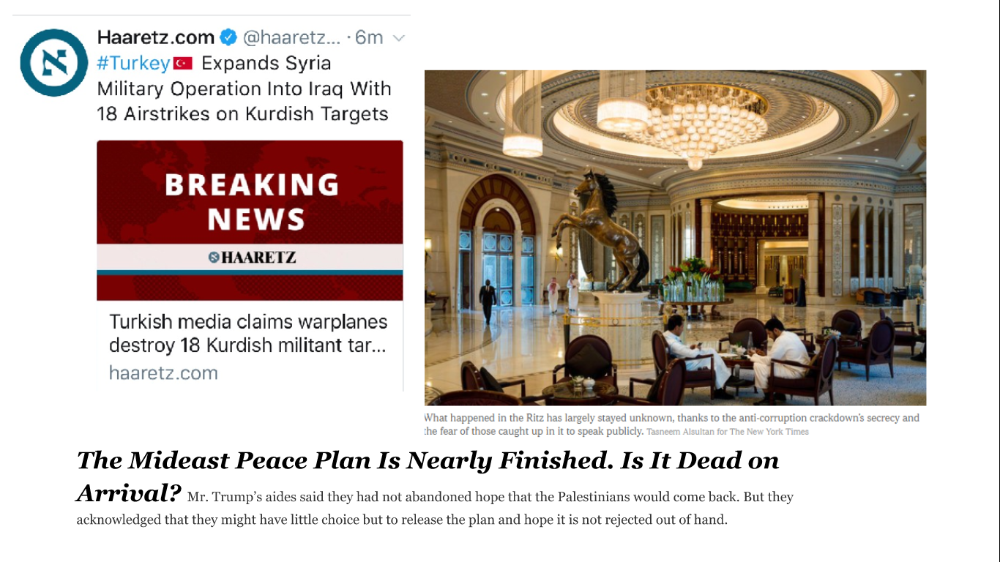 Haaretz.com @haaretz... · 6m
#Turkey Expands Syria
Military Operation Into Iraq With
18 Airstrikes on Kurdish Targets
BREAKING
NEWS
HAARETZ
Turkish media claims warplanes
destroy 18 Kurdish militant tar...
haaretz.com
What happened in the Ritz has largely stayed unknown, thanks to the anti-corruption crackdown's secrecy and
the fear of those caught up in it to speak publicly. Tasneem Alsultan for The New York Times
The Mideast Peace Plan Is Nearly Finished. Is It Dead on
Arrival? Mr. Trump's aides said they had not abandoned hope that the Palestinians would come back. But they
acknowledged that they might have little choice but to release the plan and hope it is not rejected out of hand.